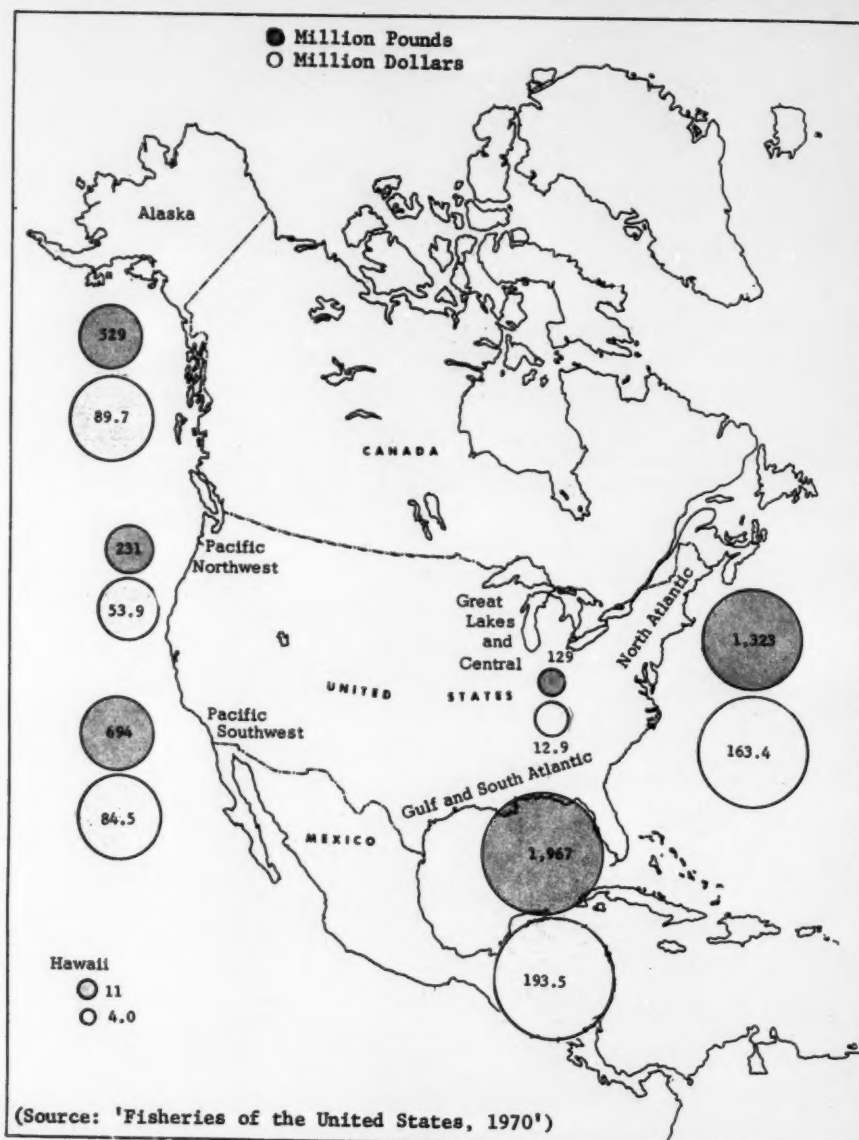 Million Pounds
Million Dollars
Alaska
529
89.7
CANADA
231
Pacific
Northwest
53.9
Great
Lakes
and
Central
129
12.9
North Atlantic
1,323
163.4
UNITED STATES
694
Pacific
Southwest
84.5
Gulf and South Atlantic
1,967
193.5
MEXICO
Hawaii
11
4.0
(Source: 'Fisheries of the United States, 1970')